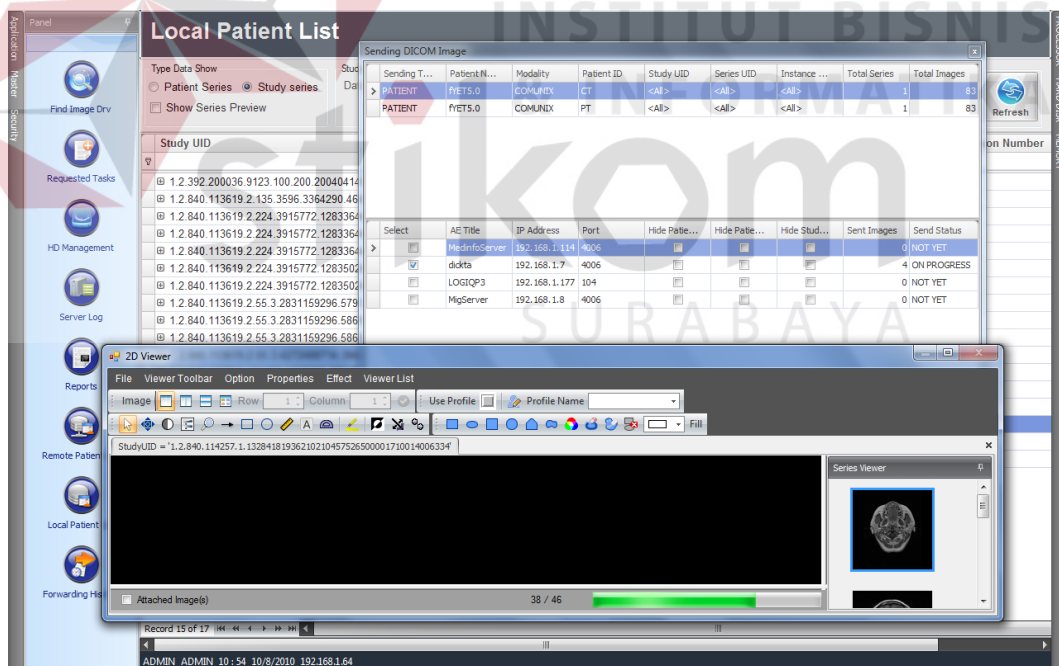 INSTITUT BISNIS
INFORMATIKA
stikom
SURABAYA
Application Master Security
Panel
Find Image Drv
Requested Tasks
HD Management
Server Log
Reports
Remote Patien
Local Patient
Forwarding His
Local Patient List
Type Data Show
Patient Series Study series
Show Series Preview
Refresh
Study UID
on Number
1.2.392.200036.9123.100.200.20040414
1.2.840.113619.2.135.3596.3364290.46
1.2.840.113619.2.224.3915772.1283364
1.2.840.113619.2.224.3915772.1283364
1.2.840.113619.2.224.3915772.1283364
1.2.840.113619.2.224.3915772.1283502
1.2.840.113619.2.224.3915772.1283502
1.2.840.113619.2.55.3.2831159296.579
1.2.840.113619.2.55.3.2831159296.586
1.2.840.113619.2.55.3.2831159296.586
Sending DICOM Image
Sending T... Patient N... Modality Patient ID Study UID Series UID Instance ... Total Series Total Images
PATIENT fYET5.0 COMUNIX CT <All> <All> <All> 1 83
PATIENT fYET5.0 COMUNIX PT <All> <All> <All> 1 83
Select AE Title IP Address Port Hide Patie... Hide Patie... Hide Stud... Sent Images Send Status
MedinfoServer 192.168.1.114 4006 0 NOT YET
dickta 192.168.1.7 4006 4 ON PROGRESS
LOGIQP3 192.168.1.177 104 0 NOT YET
MigServer 192.168.1.8 4006 0 NOT YET
2D Viewer
File Viewer Toolbar Option Properties Effect Viewer List
Image Row 1 Column 1 Use Profile Profile Name
A Fill
StudyUID = '1.2.840.114257.1.13284181936210210457526500001710014006334'
Series Viewer
Attached Image(s) 38 / 46
Record 15 of 17
ADMIN ADMIN 10 : 54 10/8/2010 192.168.1.64